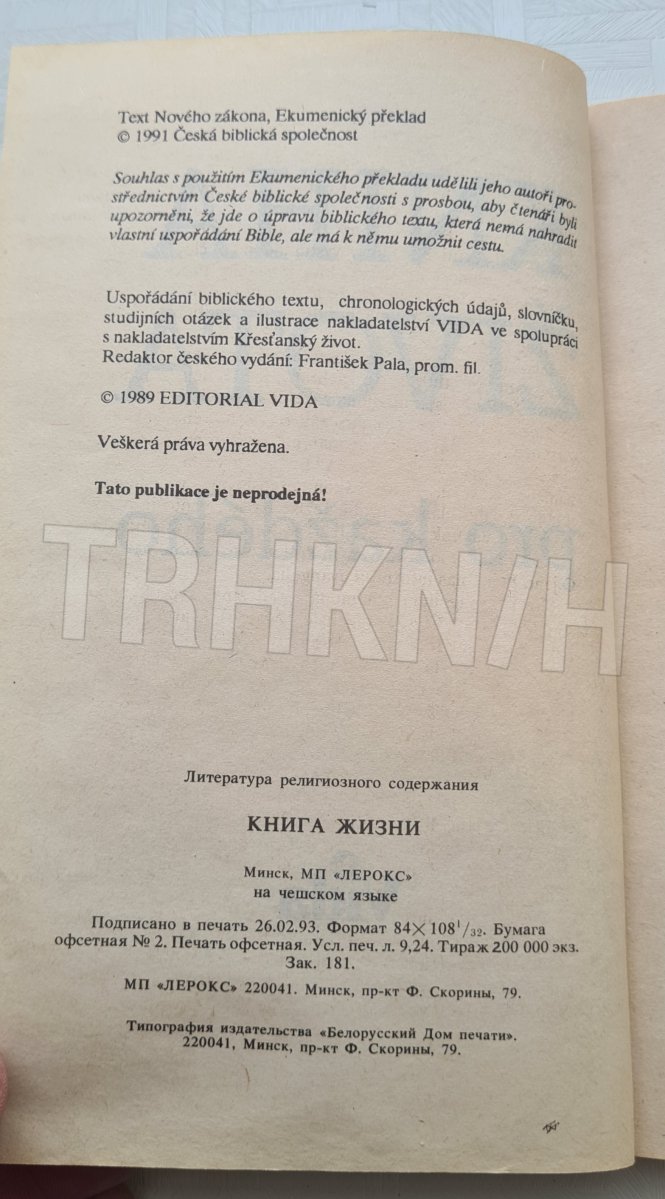 Text Nového zákona, Ekumenický překlad
© 1991 Česká biblická společnost
Souhlas s použitím Ekumenického překladu udělili jeho autoři pro-
střednictvím České biblické společnosti s prosbou, aby čtenáři byli
upozorněni, že jde o úpravu biblického textu, která nemá nahradit
vlastní uspořádání Bible, ale má k němu umožnit cestu.
Uspořádání biblického textu, chronologických údajů, slovníčku,
studijních otázek a ilustrace nakladatelství VIDA ve spolupráci
s nakladatelstvím Křesťanský život.
Redaktor českého vydání: František Pala, prom. fil.
© 1989 EDITORIAL VIDA
Veškerá práva vyhražena.
Tato publikace je neprodejná!
pro každého
TRHKNIH
Литература религиозного содержания
КНИГА ЖИЗНИ
Минск, МП «ЛЕРОКС»
на чешском языке
Подписано в печать 26.02.93. Формат 84×108¹/₃₂. Бумага
офсетная № 2. Печать офсетная. Усл. печ. л. 9,24. Тираж 200 000 экз.
Зак. 181.
МП «ЛЕРОКС» 220041. Минск, пр-кт Ф. Скорины, 79.
Типография издательства «Белорусский Дом печати».
220041, Минск, пр-кт Ф. Скорины, 79.